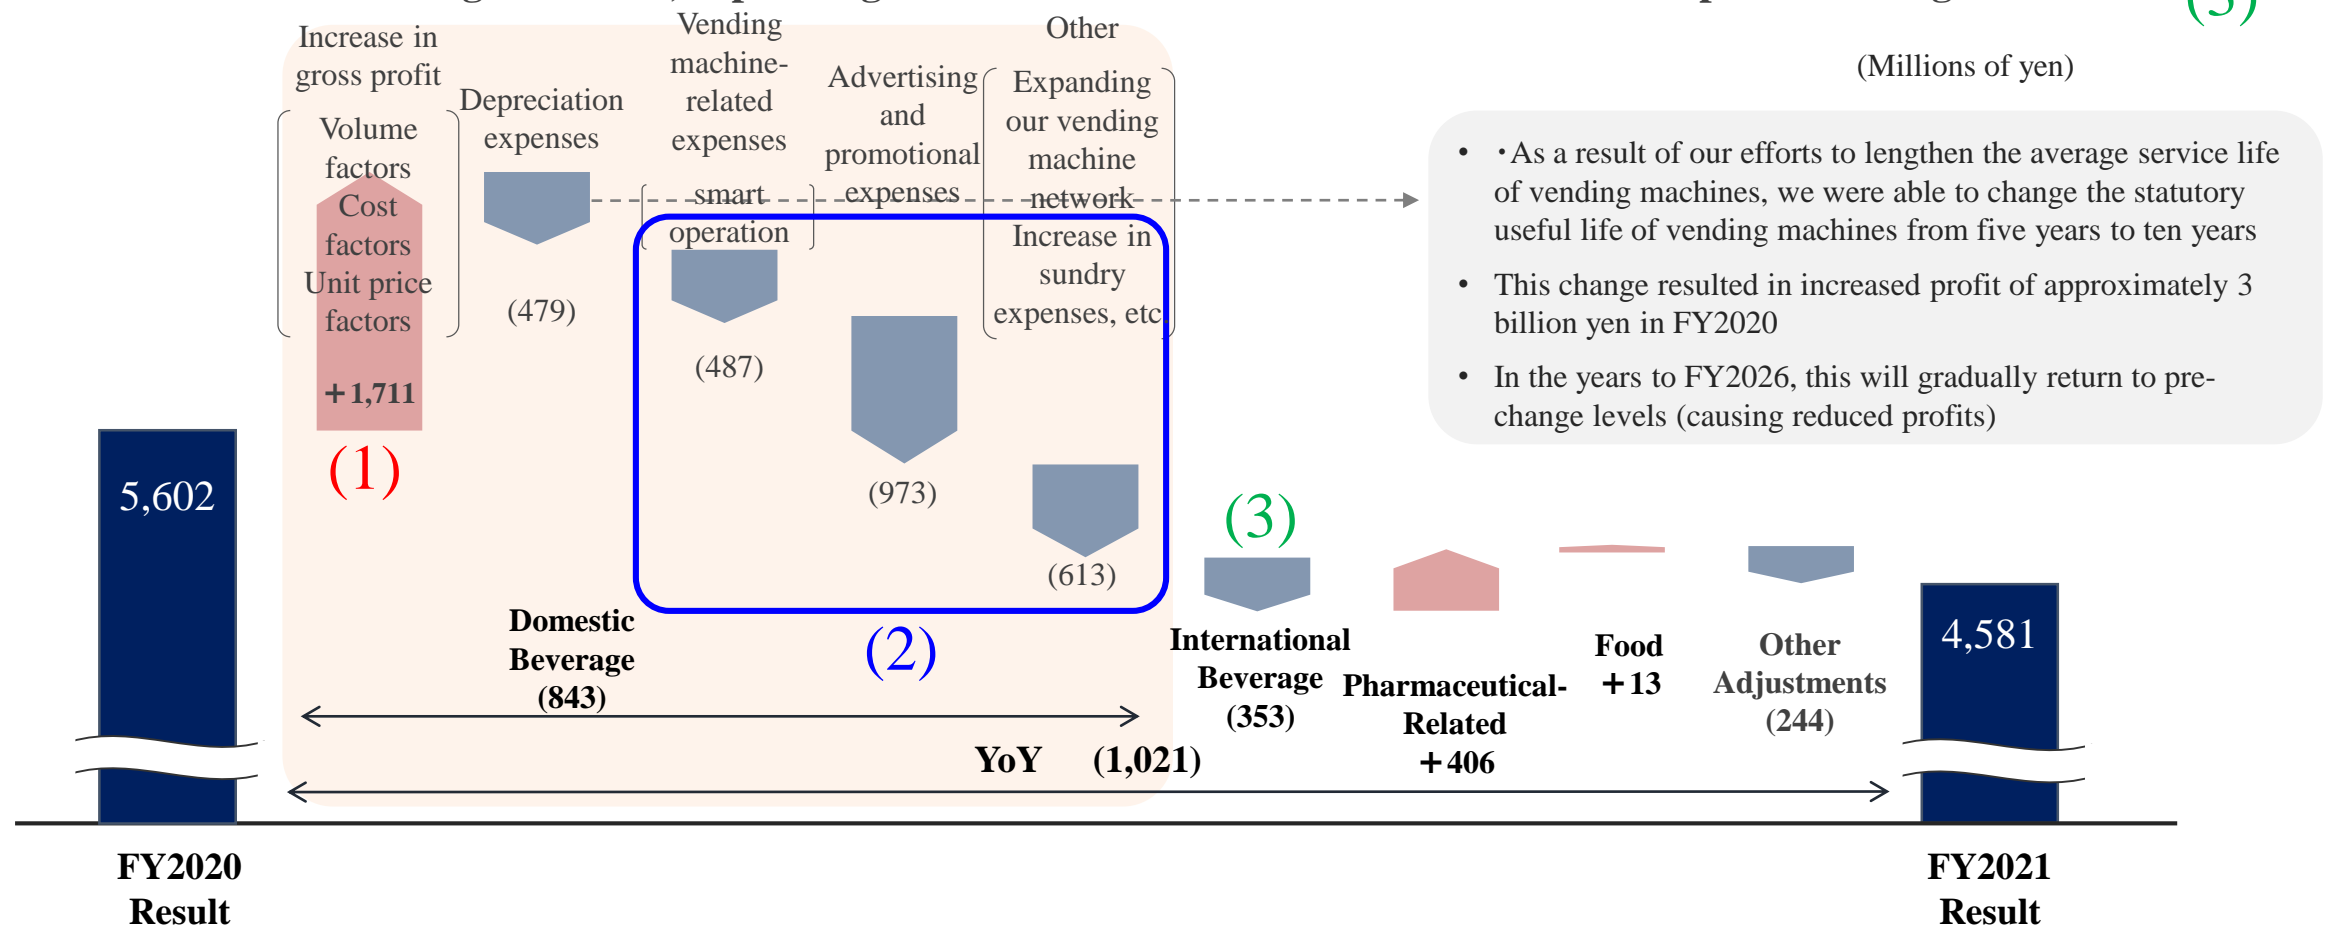 (Millions of yen)
Increase in
gross profit
Volume
factors
Cost
factors
Unit price
factors
+1,711
(1)
Depreciation
expenses
(479)
Vending
machine-
related
expenses
smart
operation
(487)
Advertising
and
promotional
expenses
(973)
Other
Expanding
our vending
machine
network
Increase in
sundry
expenses, etc.
(613)
• ・As a result of our efforts to lengthen the average service life
of vending machines, we were able to change the statutory
useful life of vending machines from five years to ten years
• This change resulted in increased profit of approximately 3
billion yen in FY2020
• In the years to FY2026, this will gradually return to pre-
change levels (causing reduced profits)
5,602
Domestic
Beverage
(843)
(2)
(3)
International
Beverage
(353)
Pharmaceutical-
Related
+406
Food
+13
Other
Adjustments
(244)
4,581
YoY (1,021)
FY2020
Result
FY2021
Result